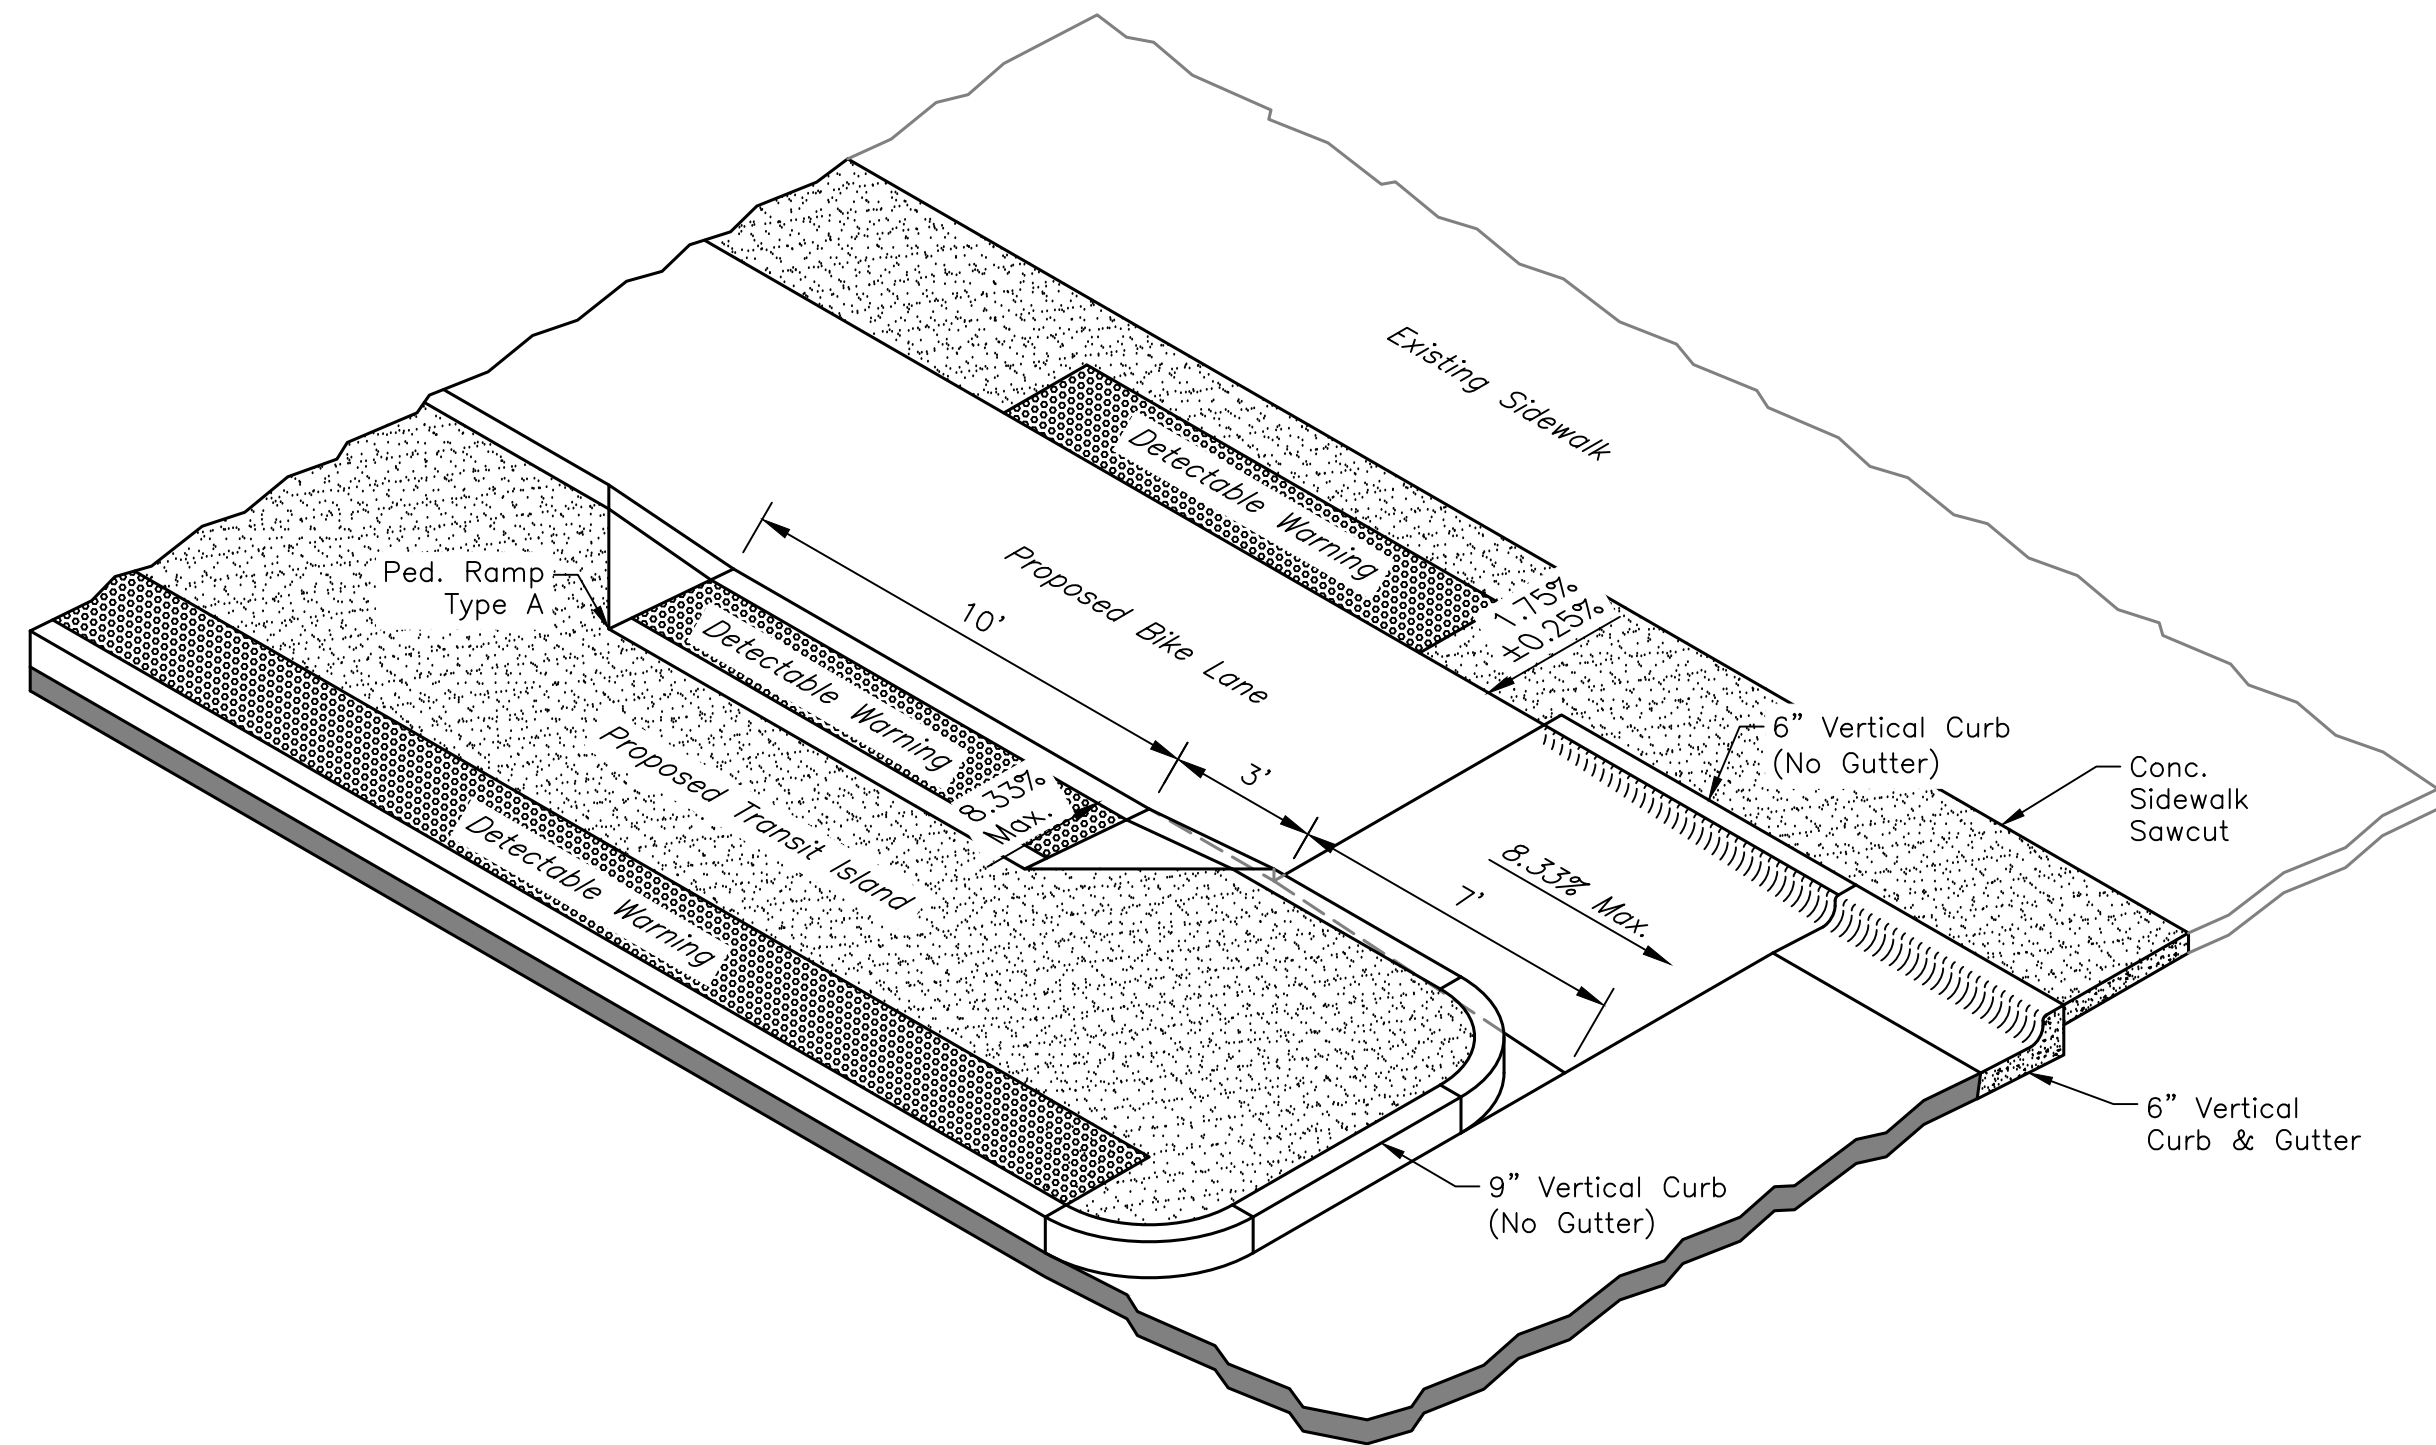 Existing Sidewalk
Detectable Warning
1.75%
±0.25%
Ped. Ramp
Type A
Proposed Bike Lane
10'
Detectable Warning
8.33%
Max.
3'
6” Vertical Curb
(No Gutter)
Conc.
Sidewalk
Sawcut
Proposed Transit Island
Detectable Warning
8.33% Max.
7'
6” Vertical
Curb & Gutter
9” Vertical Curb
(No Gutter)